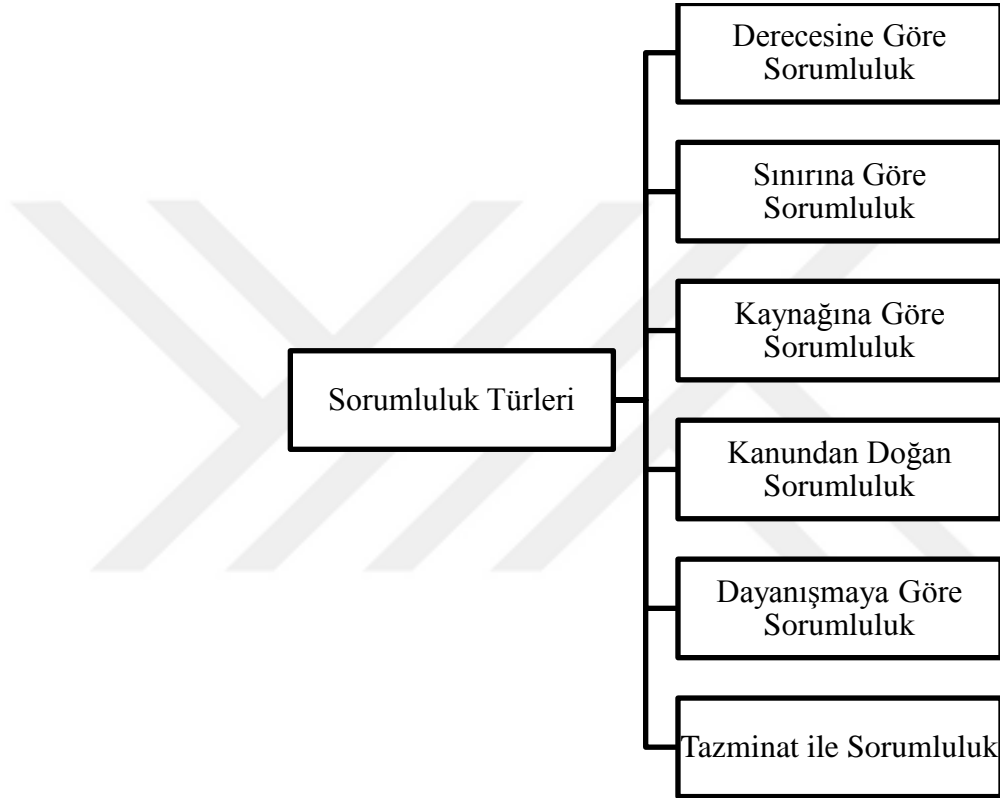 Derecesine Göre
Sorumluluk
Sınırına Göre
Sorumluluk
Kaynağına Göre
Sorumluluk
Sorumluluk Türleri
Kanundan Doğan
Sorumluluk
Dayanışmaya Göre
Sorumluluk
Tazminat ile Sorumluluk